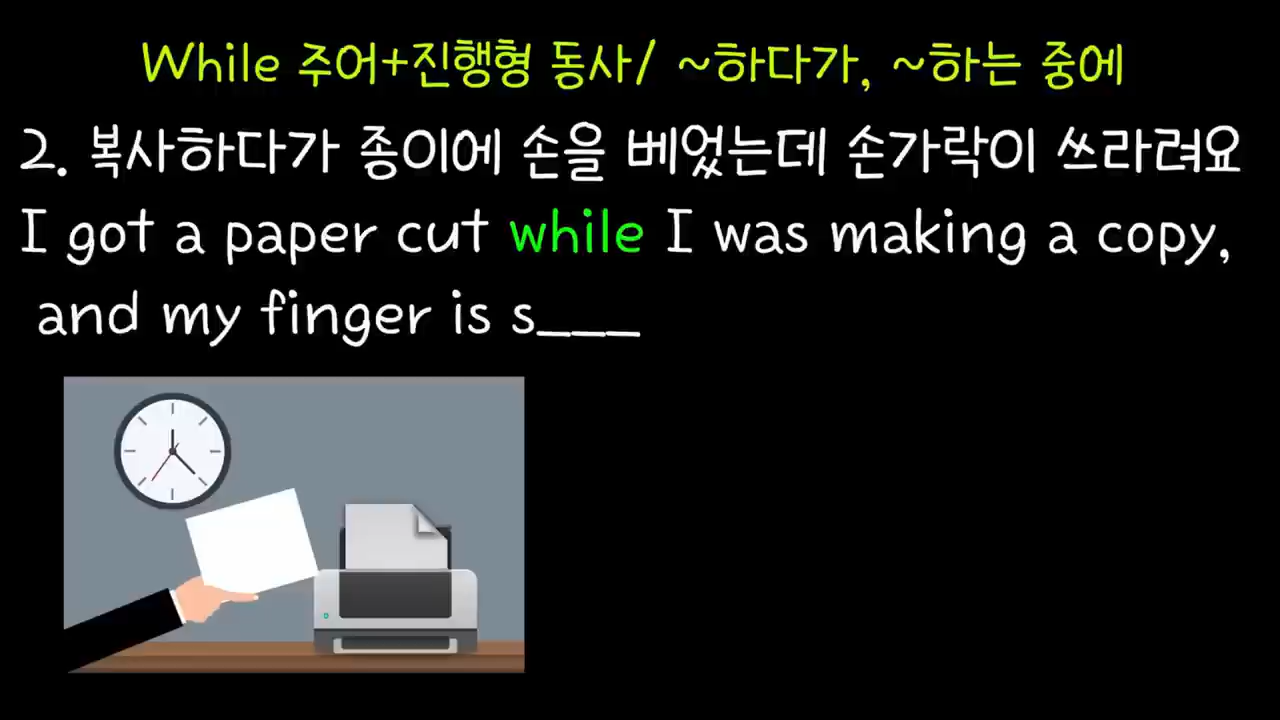 While 주어+진행형 동사/ ~하다가, ~하는 중에
2. 복사하다가 종이에 손을 베었는데 손가락이 쓰라려요
I got a paper cut while I was making a copy,
and my finger is s___